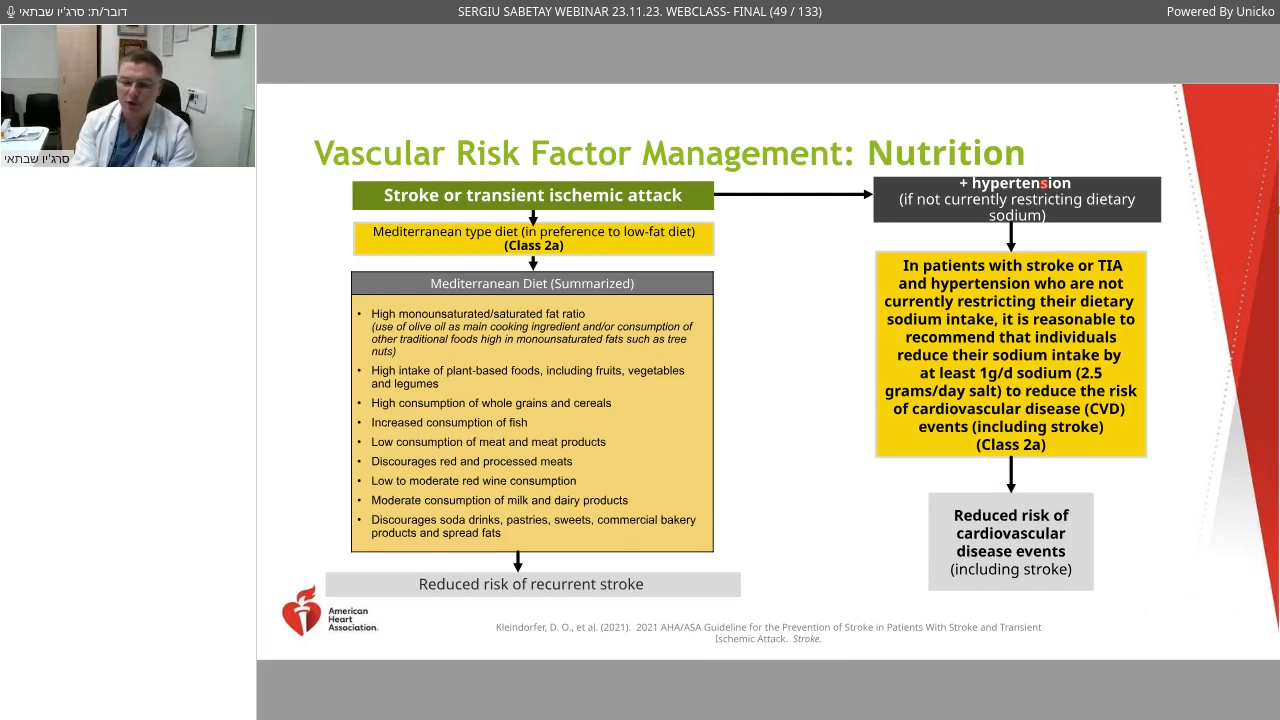 דובר/ת: סרג'יו שבתאי
SERGIU SABETAY WEBINAR 23.11.23. WEBCLASS- FINAL (49 / 133)
Powered By Unicko
סרג'יו שבתאי
Vascular Risk Factor Management: Nutrition
Stroke or transient ischemic attack
Mediterranean type diet (in preference to low-fat diet)
(Class 2a)
Mediterranean Diet (Summarized)
• High monounsaturated/saturated fat ratio
(use of olive oil as main cooking ingredient and/or consumption of
other traditional foods high in monounsaturated fats such as tree
nuts)
• High intake of plant-based foods, including fruits, vegetables
and legumes
• High consumption of whole grains and cereals
• Increased consumption of fish
• Low consumption of meat and meat products
• Discourages red and processed meats
• Low to moderate red wine consumption
• Moderate consumption of milk and dairy products
• Discourages soda drinks, pastries, sweets, commercial bakery
products and spread fats
Reduced risk of recurrent stroke
+ hypertension
(if not currently restricting dietary
sodium)
In patients with stroke or TIA
and hypertension who are not
currently restricting their dietary
sodium intake, it is reasonable to
recommend that individuals
reduce their sodium intake by
at least 1g/d sodium (2.5
grams/day salt) to reduce the risk
of cardiovascular disease (CVD)
events (including stroke)
(Class 2a)
Reduced risk of
cardiovascular
disease events
(including stroke)
American
Heart
Association.
Kleindorfer, D. O., et al. (2021). 2021 AHA/ASA Guideline for the Prevention of Stroke in Patients With Stroke and Transient
Ischemic Attack. Stroke.